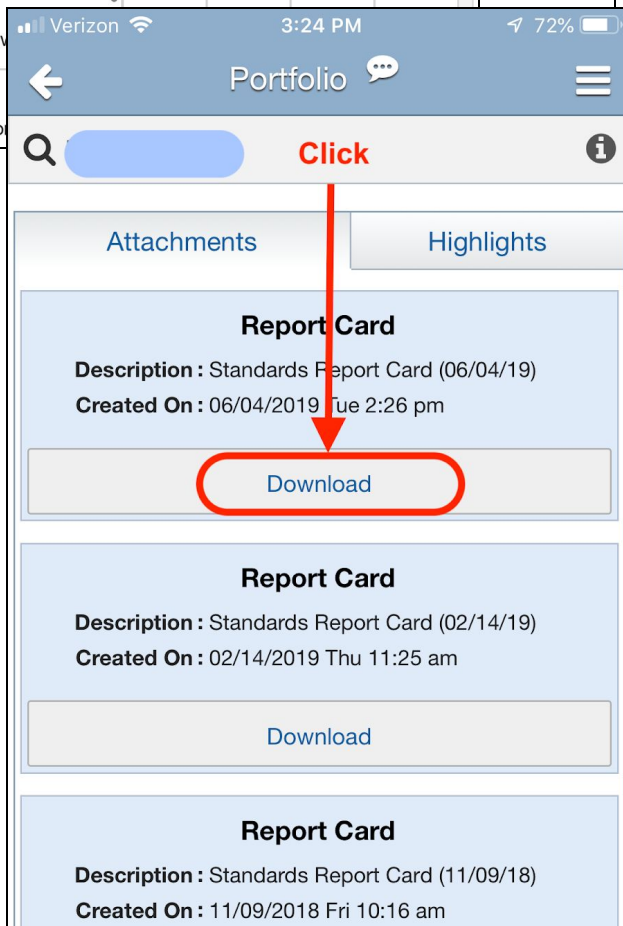 Verizon 3:24 PM 72%
Portfolio
Click
Attachments Highlights
Report Card
Description : Standards Report Card (06/04/19)
Created On : 06/04/2019 Tue 2:26 pm
Download
Report Card
Description : Standards Report Card (02/14/19)
Created On : 02/14/2019 Thu 11:25 am
Download
Report Card
Description : Standards Report Card (11/09/18)
Created On : 11/09/2018 Fri 10:16 am